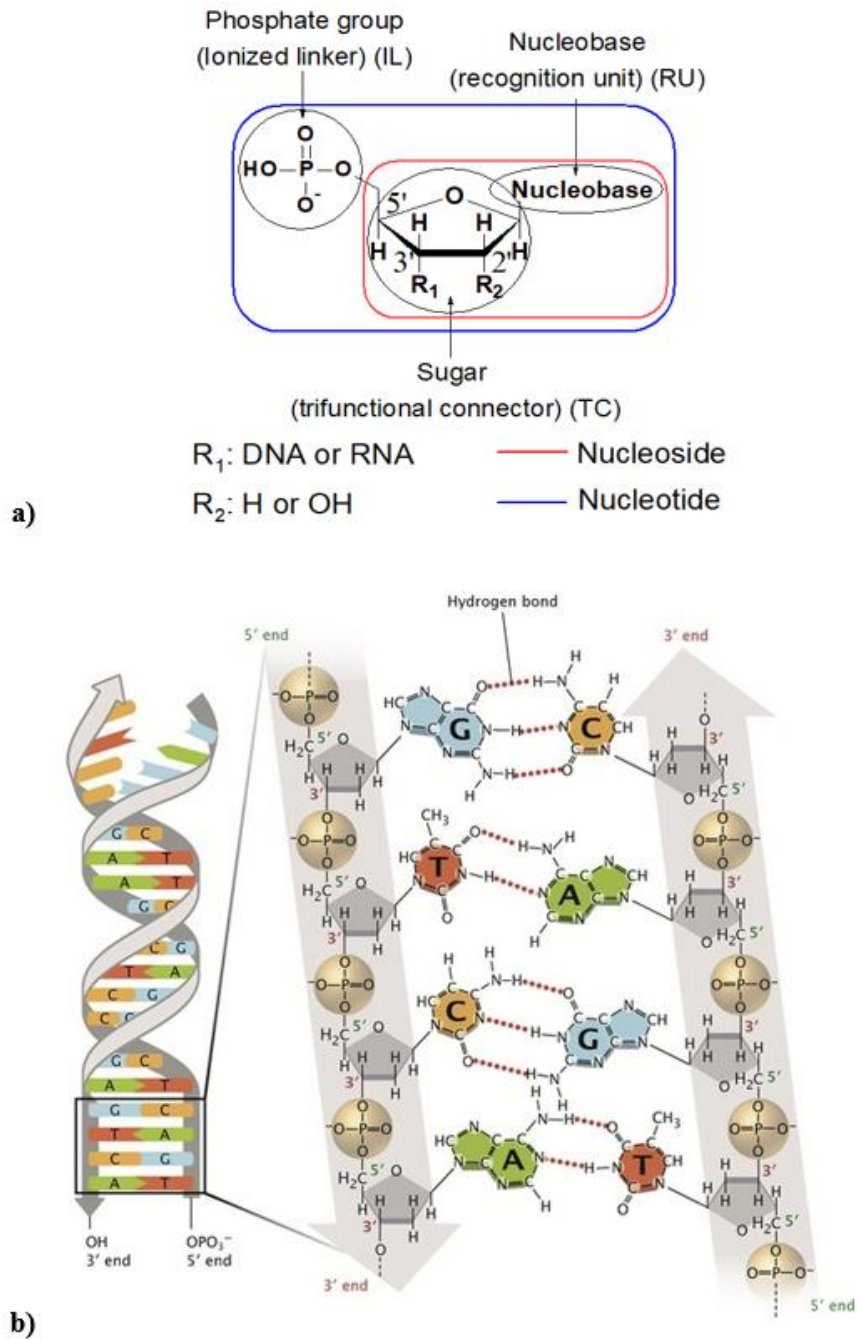 Phosphate group
(Ionized linker) (IL)
Nucleobase
(recognition unit) (RU)
O
HO P O
O-
5' O Nucleobase
H H H H
3' 2'
R1 R2
Sugar
(trifunctional connector) (TC)
R1: DNA or RNA
R2: H or OH
Nucleoside
Nucleotide
a)
Hydrogen bond
5' end
3' end
G C
A T
A T
G C
C G
T A
C G
C G
G C
A T
G C
T A
C G
A T
OH
3' end
OPO3-
5' end
G C
T A
C G
A T
CH3
CH3
3' end
5' end
b)